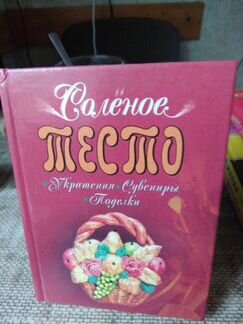 Солёное
ТЕСТО
Украшения • Сувениры
• Поделки